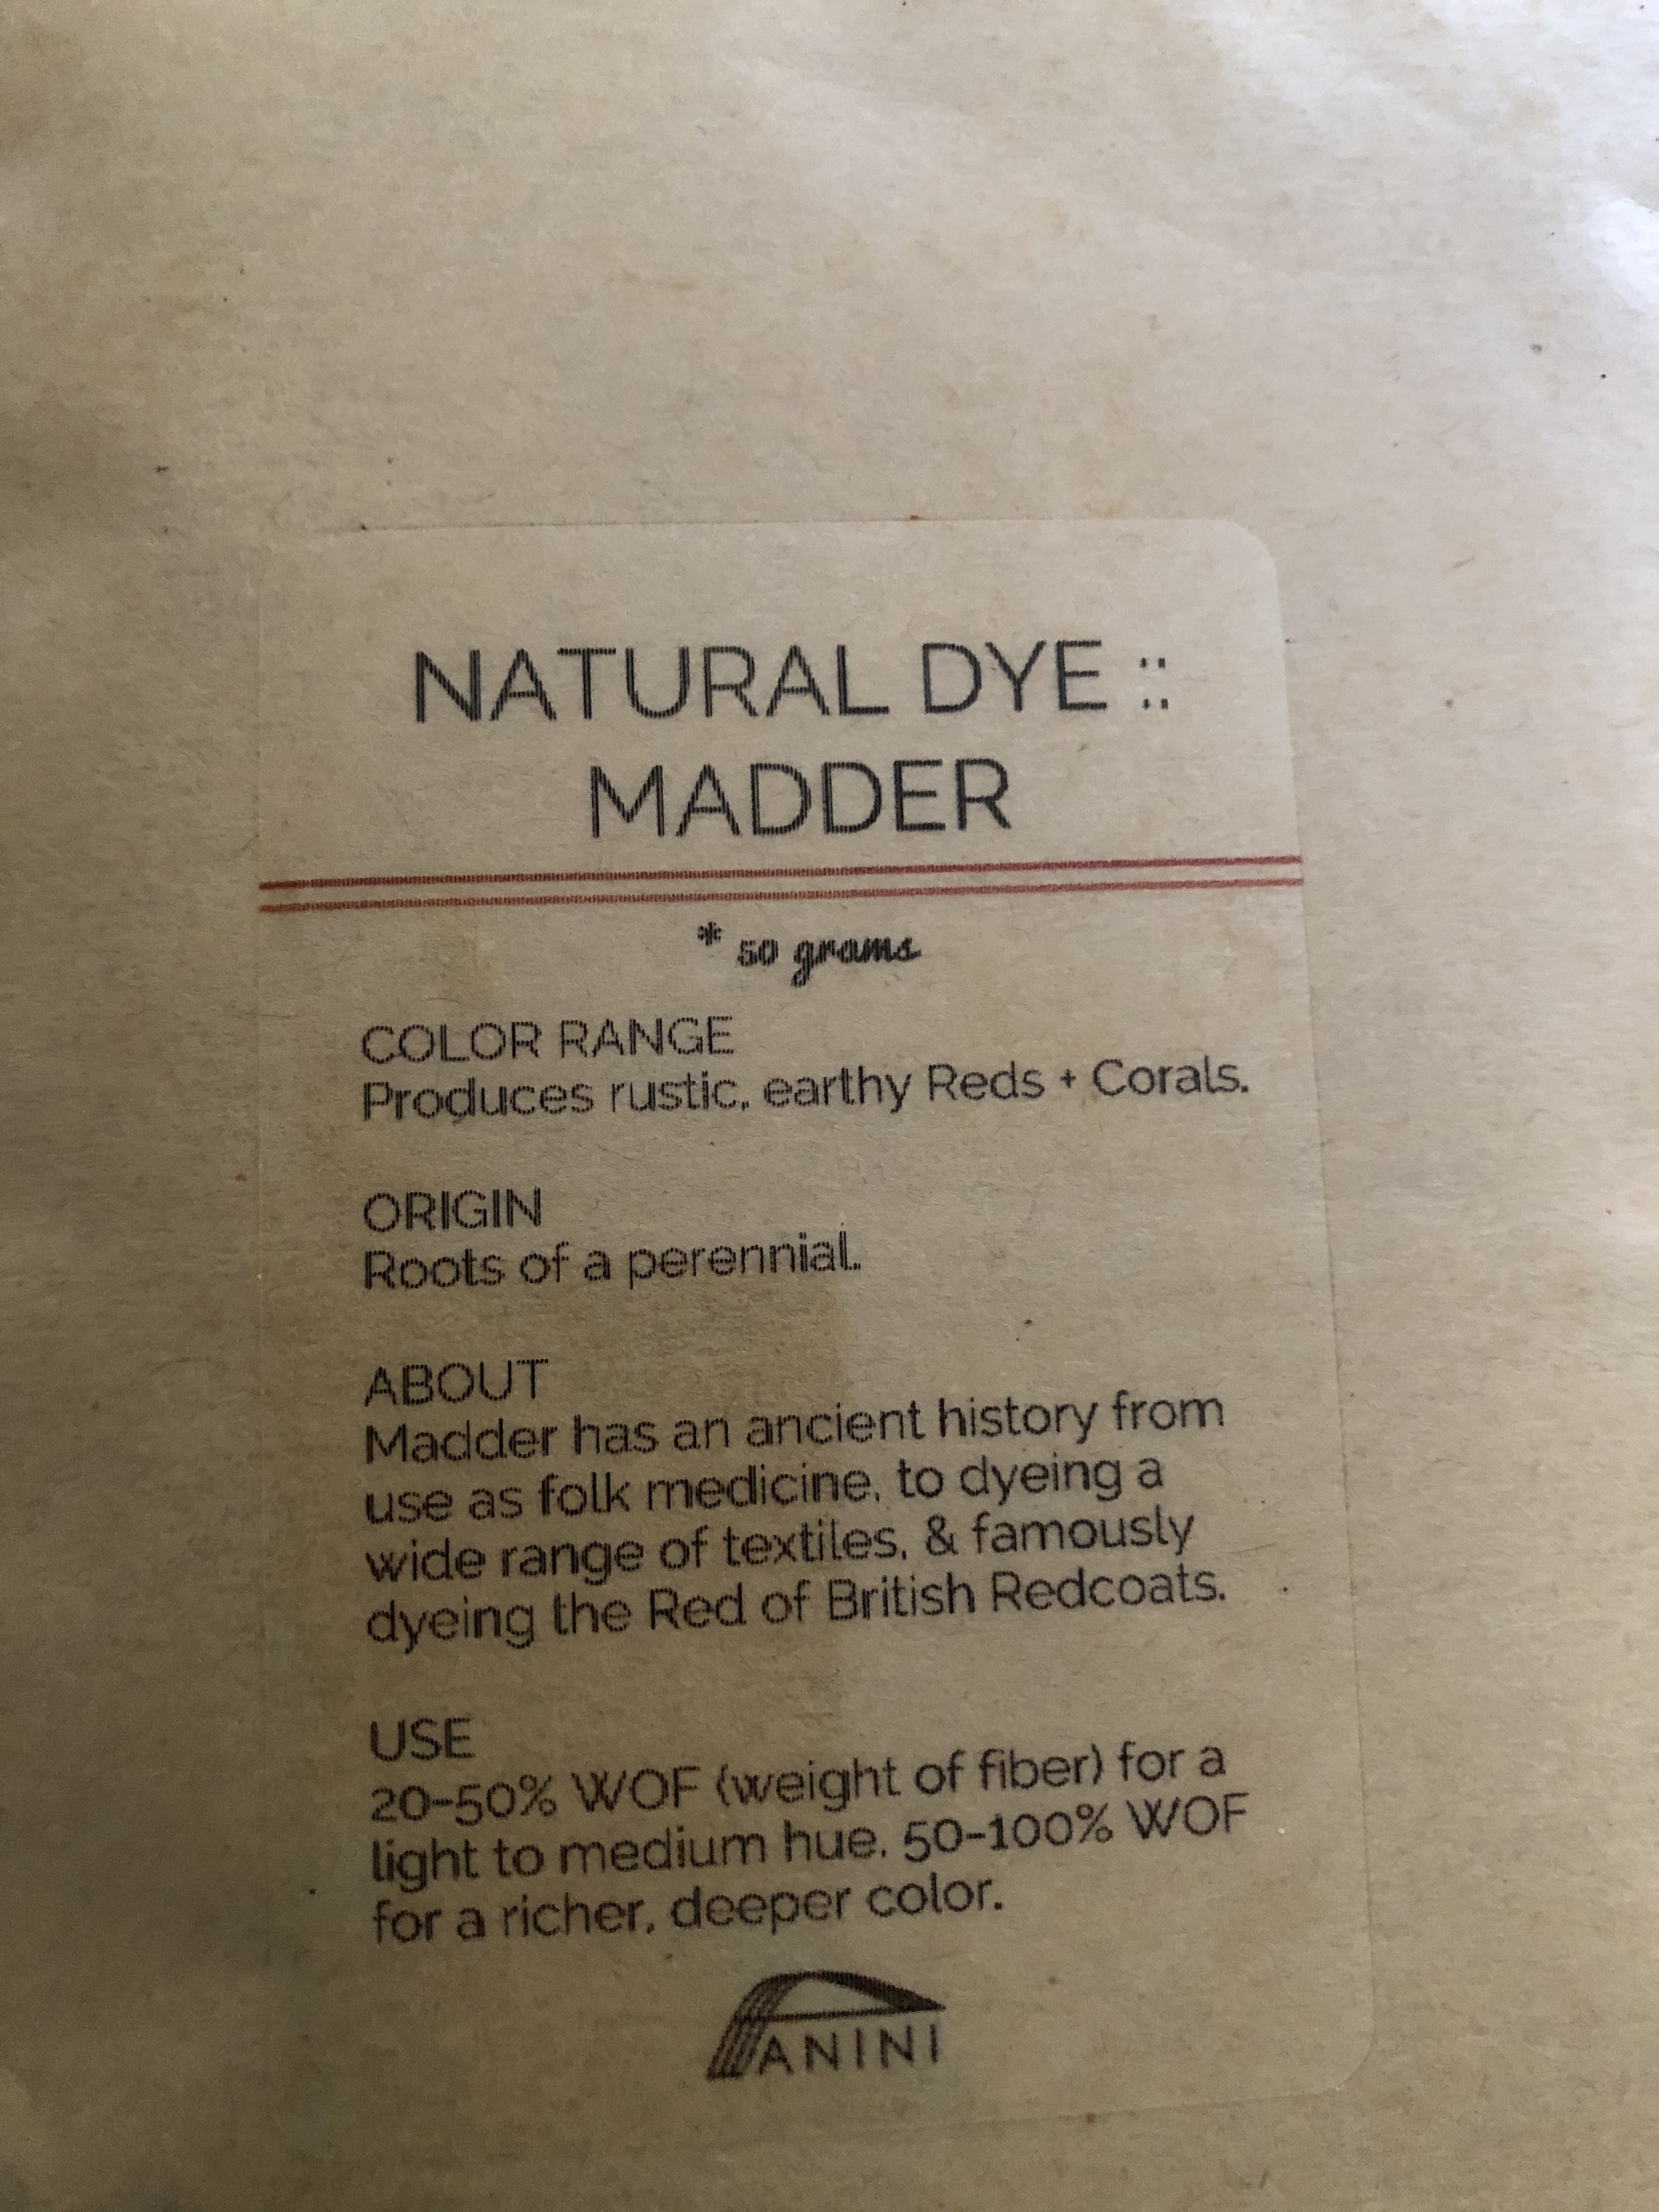 NATURAL DYE ::
MADDER
* 50 grams
COLOR RANGE
Produces rustic, earthy Reds + Corals.
ORIGIN
Roots of a perennial.
ABOUT
Madder has an ancient history from
use as folk medicine, to dyeing a
wide range of textiles, & famously
dyeing the Red of British Redcoats.
USE
20-50% WOF (weight of fiber) for a
light to medium hue. 50-100% WOF
for a richer, deeper color.
ANINI